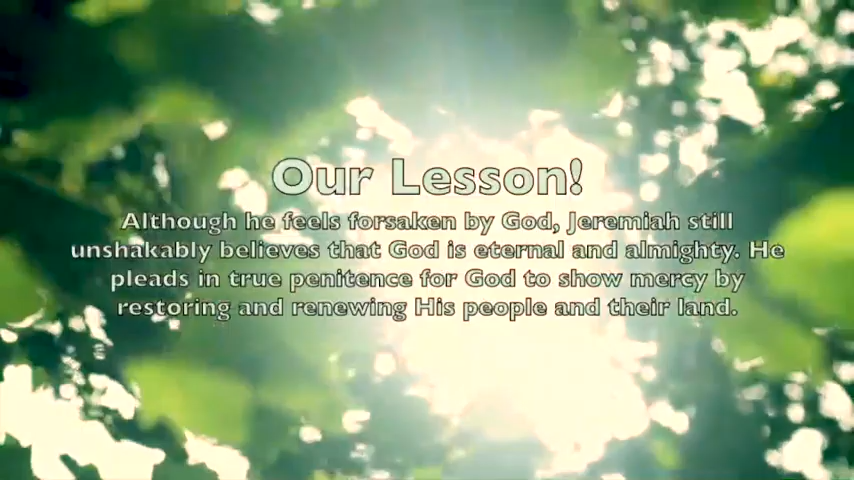 Our Lesson!
Although he feels forsaken by God, Jeremiah still
unshakably believes that God is eternal and almighty. He
pleads in true penitence for God to show mercy by
restoring and renewing His people and their land.